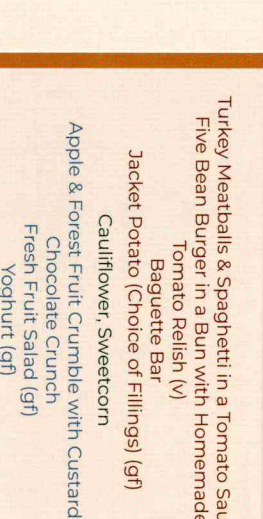 Turkey Meatballs & Spaghetti in a Tomato Sau
Five Bean Burger in a Bun with Homemade
Tomato Relish (v)
Baguette Bar
Jacket Potato (Choice of Fillings) (gf)
Cauliflower, Sweetcorn
Apple & Forest Fruit Crumble with Custard
Chocolate Crunch
Fresh Fruit Salad (gf)
Yoghurt (gf)